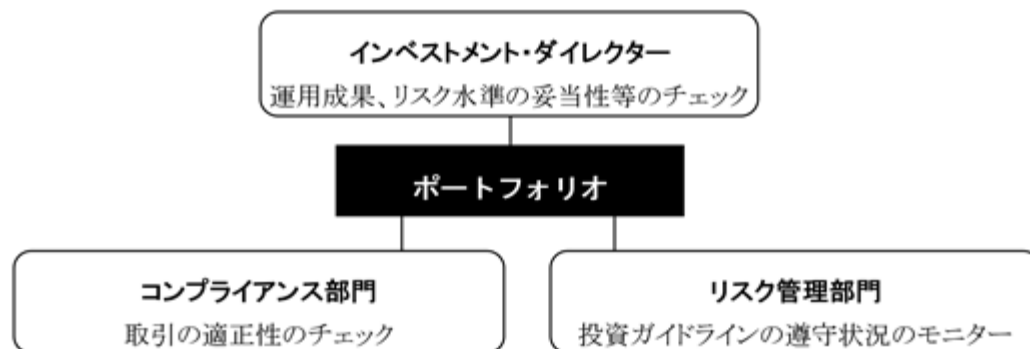 インベストメント・ダイレクター
運用成果、リスク水準の妥当性等のチェック
ポートフォリオ
コンプライアンス部門
取引の適正性のチェック
リスク管理部門
投資ガイドラインの遵守状況のモニター